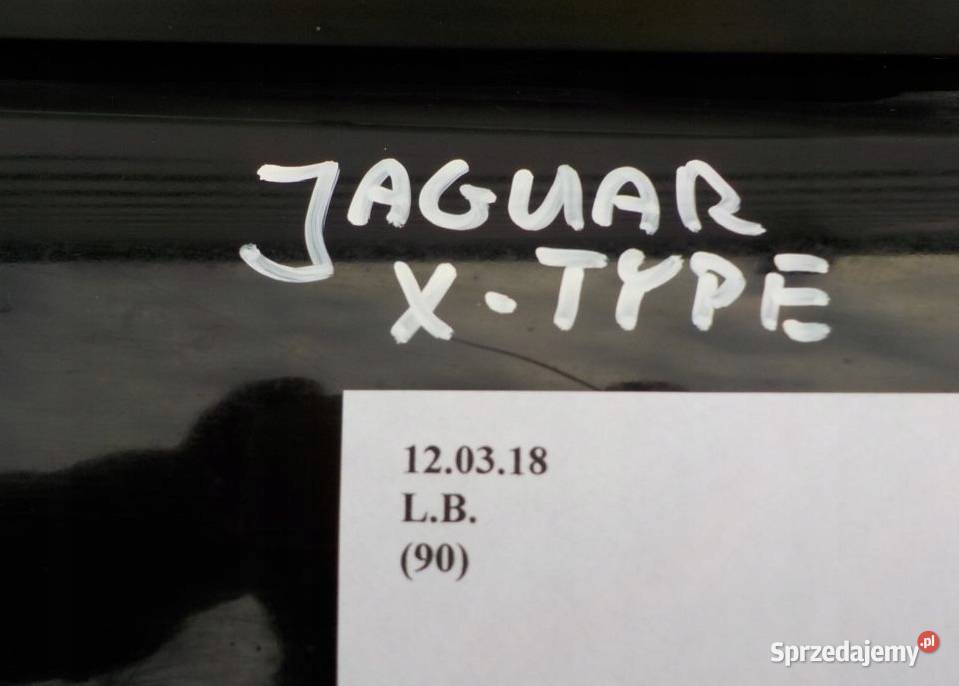 JAGUAR
X-TYPE
12.03.18
L.B.
(90)
Sprzedajemy.pl